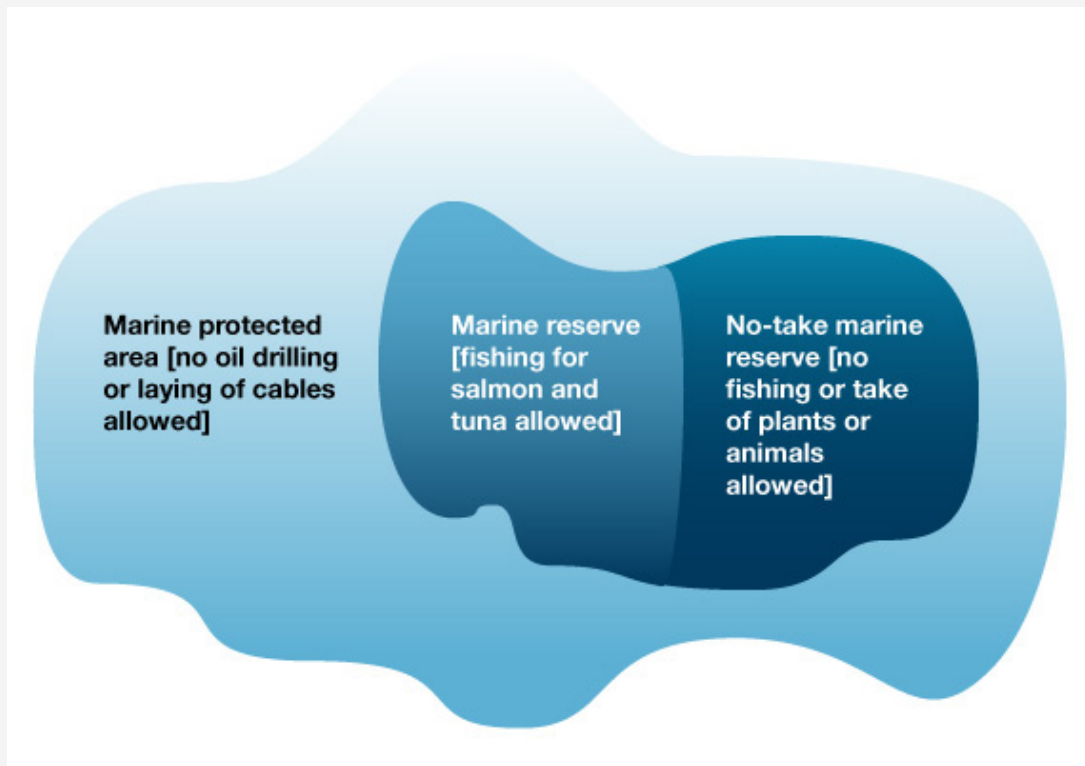 Marine protected
area [no oil drilling
or laying of cables
allowed]
Marine reserve
[fishing for
salmon and
tuna allowed]
No-take marine
reserve [no
fishing or take
of plants or
animals
allowed]